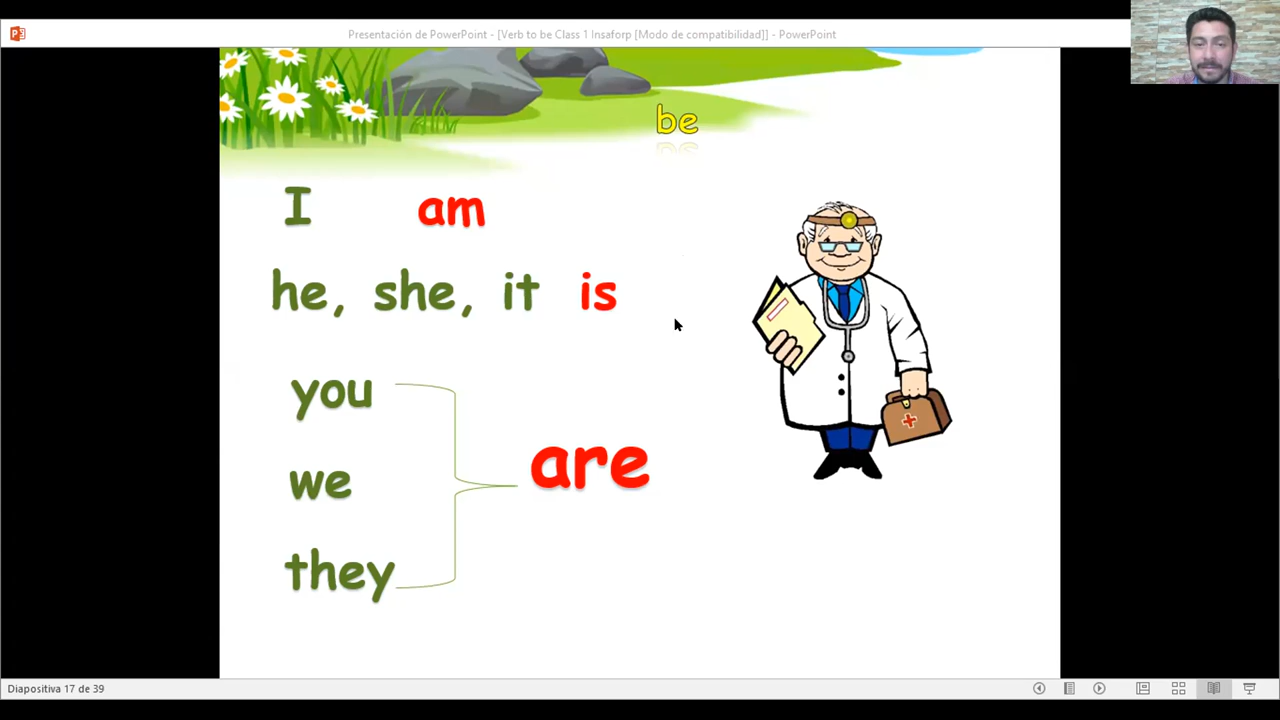 Presentación de PowerPoint - [Verb to be Class 1 Insaforp [Modo de compatibilidad]] - PowerPoint
be
I am
he, she, it is
you
we
are
they
Diapositiva 17 de 39